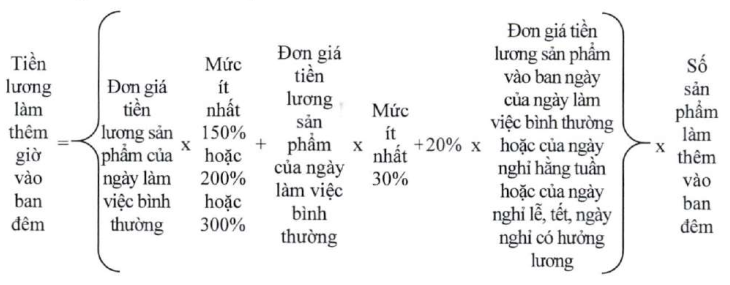 Tiền
lương
làm
thêm
giờ
vào
ban
đêm
=
Đơn giá
tiền
lương sản
phẩm của
ngày làm
việc bình
thường
x
Mức
ít
nhất
150%
hoặc
200%
hoặc
300%
+
Đơn giá
tiền
lương
sản
phẩm
của ngày
làm việc
bình
thường
x
Mức
ít
nhất
30%
+20%
x
Đơn giá tiền
lương sản phẩm
vào ban ngày
của ngày làm
việc bình thường
hoặc của ngày
nghỉ hằng tuần
hoặc của ngày
nghỉ lễ, tết, ngày
nghỉ có hưởng
lương
x
Số
sản
phẩm
làm
thêm
vào
ban
đêm